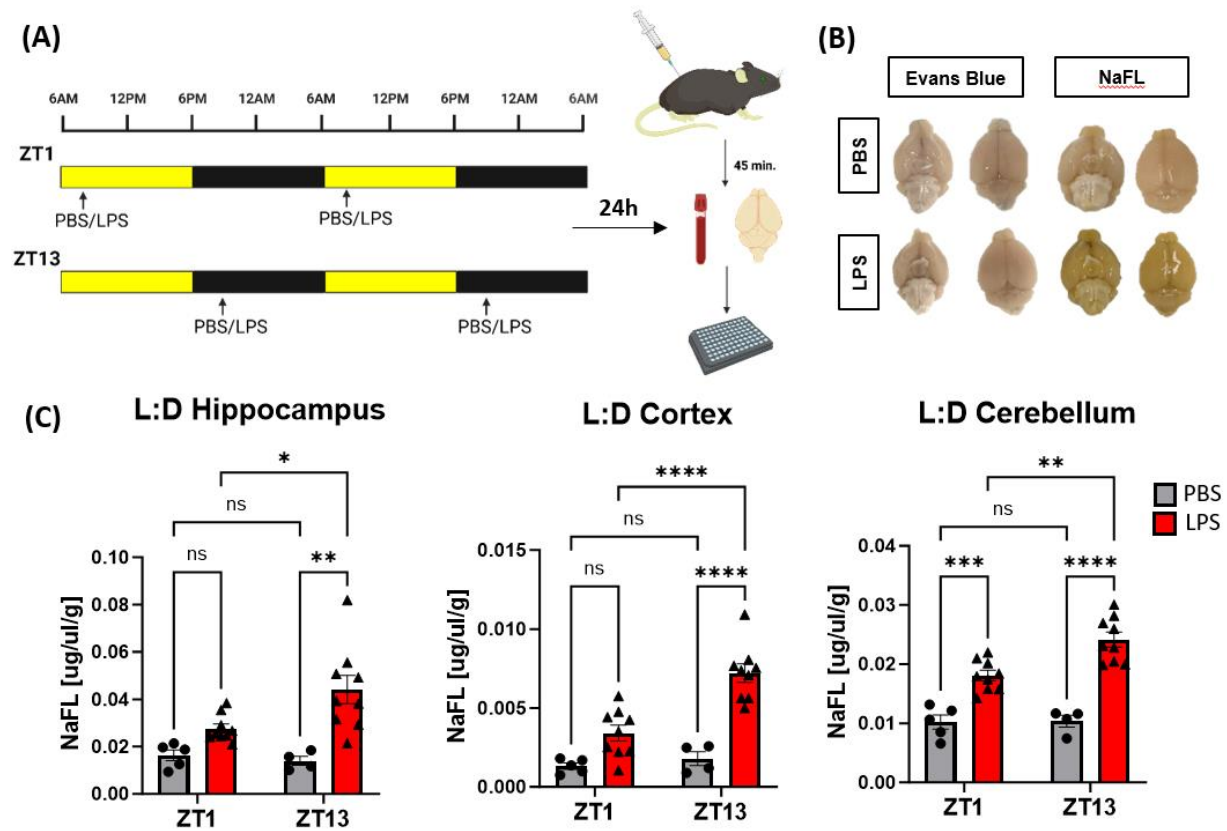 (A)
6AM 12PM 6PM 12AM 6AM 12PM 6PM 12AM 6AM
ZT1
PBS/LPS PBS/LPS
ZT13
PBS/LPS PBS/LPS
24h
45 min.
(B)
Evans Blue NaFL
PBS
LPS
(C)
L:D Hippocampus
*
ns
ns **
NaFL [ug/ul/g]
0.10
0.08
0.06
0.04
0.02
0.00
ZT1 ZT13
L:D Cortex
****
ns
ns ****
NaFL [ug/ul/g]
0.015
0.010
0.005
0.000
ZT1 ZT13
L:D Cerebellum
**
ns
*** ****
NaFL [ug/ul/g]
0.04
0.03
0.02
0.01
0.00
ZT1 ZT13
PBS
LPS